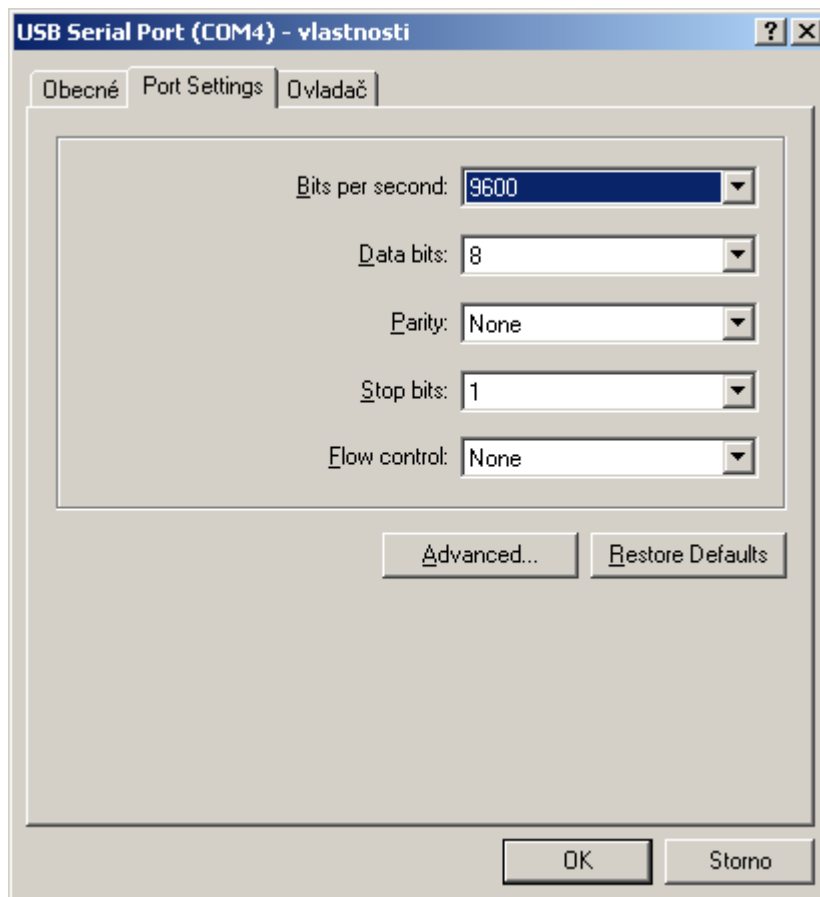 USB Serial Port (COM4) - vlastnosti
Obecné Port Settings Ovladač
Bits per second: 9600
Data bits: 8
Parity: None
Stop bits: 1
Flow control: None
Advanced... Restore Defaults
OK Storno